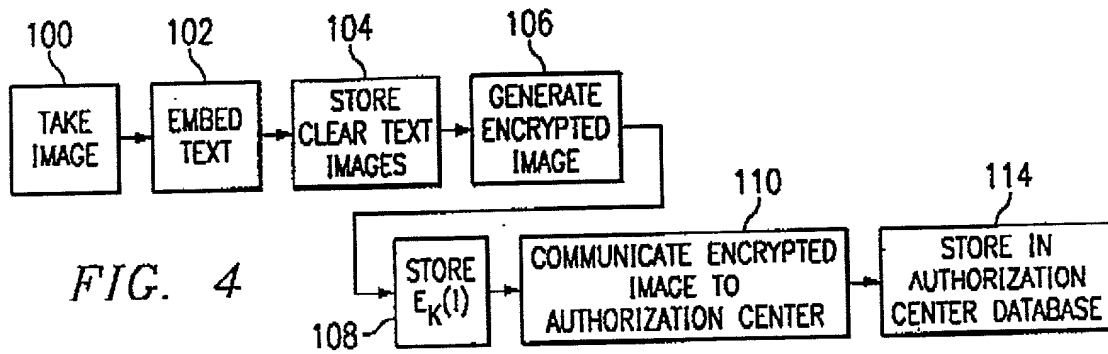 100
102
104
106
TAKE
IMAGE
EMBED
TEXT
STORE
CLEAR TEXT
IMAGES
GENERATE
ENCRYPTED
IMAGE
110
114
FIG. 4
STORE
E_K(I)
108
COMMUNICATE ENCRYPTED
IMAGE TO
AUTHORIZATION CENTER
STORE IN
AUTHORIZATION
CENTER DATABASE